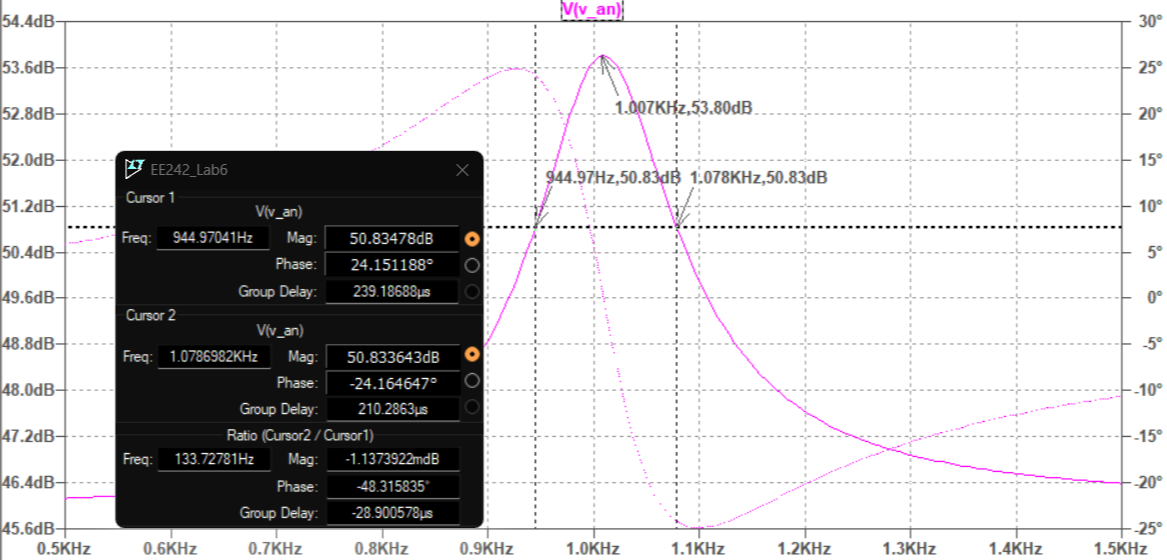 V(v_an)
54.4dB
53.6dB
52.8dB
52.0dB
51.2dB
50.4dB
49.6dB
48.8dB
48.0dB
47.2dB
46.4dB
45.6dB
30°
25°
20°
15°
10°
5°
0°
-5°
-10°
-15°
-20°
-25°
1.007KHz,53.80dB
944.97Hz,50.83dB
1.078KHz,50.83dB
EE242_Lab6
Cursor 1
V(v_an)
Freq: 944.97041Hz Mag: 50.83478dB
Phase: 24.151188°
Group Delay: 239.18688µs
Cursor 2
V(v_an)
Freq: 1.0786982KHz Mag: 50.833643dB
Phase: -24.164647°
Group Delay: 210.2863µs
Ratio (Cursor2 / Cursor1)
Freq: 133.72781Hz Mag: -1.1373922mdB
Phase: -48.315835°
Group Delay: -28.900578µs
0.5KHz 0.6KHz 0.7KHz 0.8KHz 0.9KHz 1.0KHz 1.1KHz 1.2KHz 1.3KHz 1.4KHz 1.5KHz